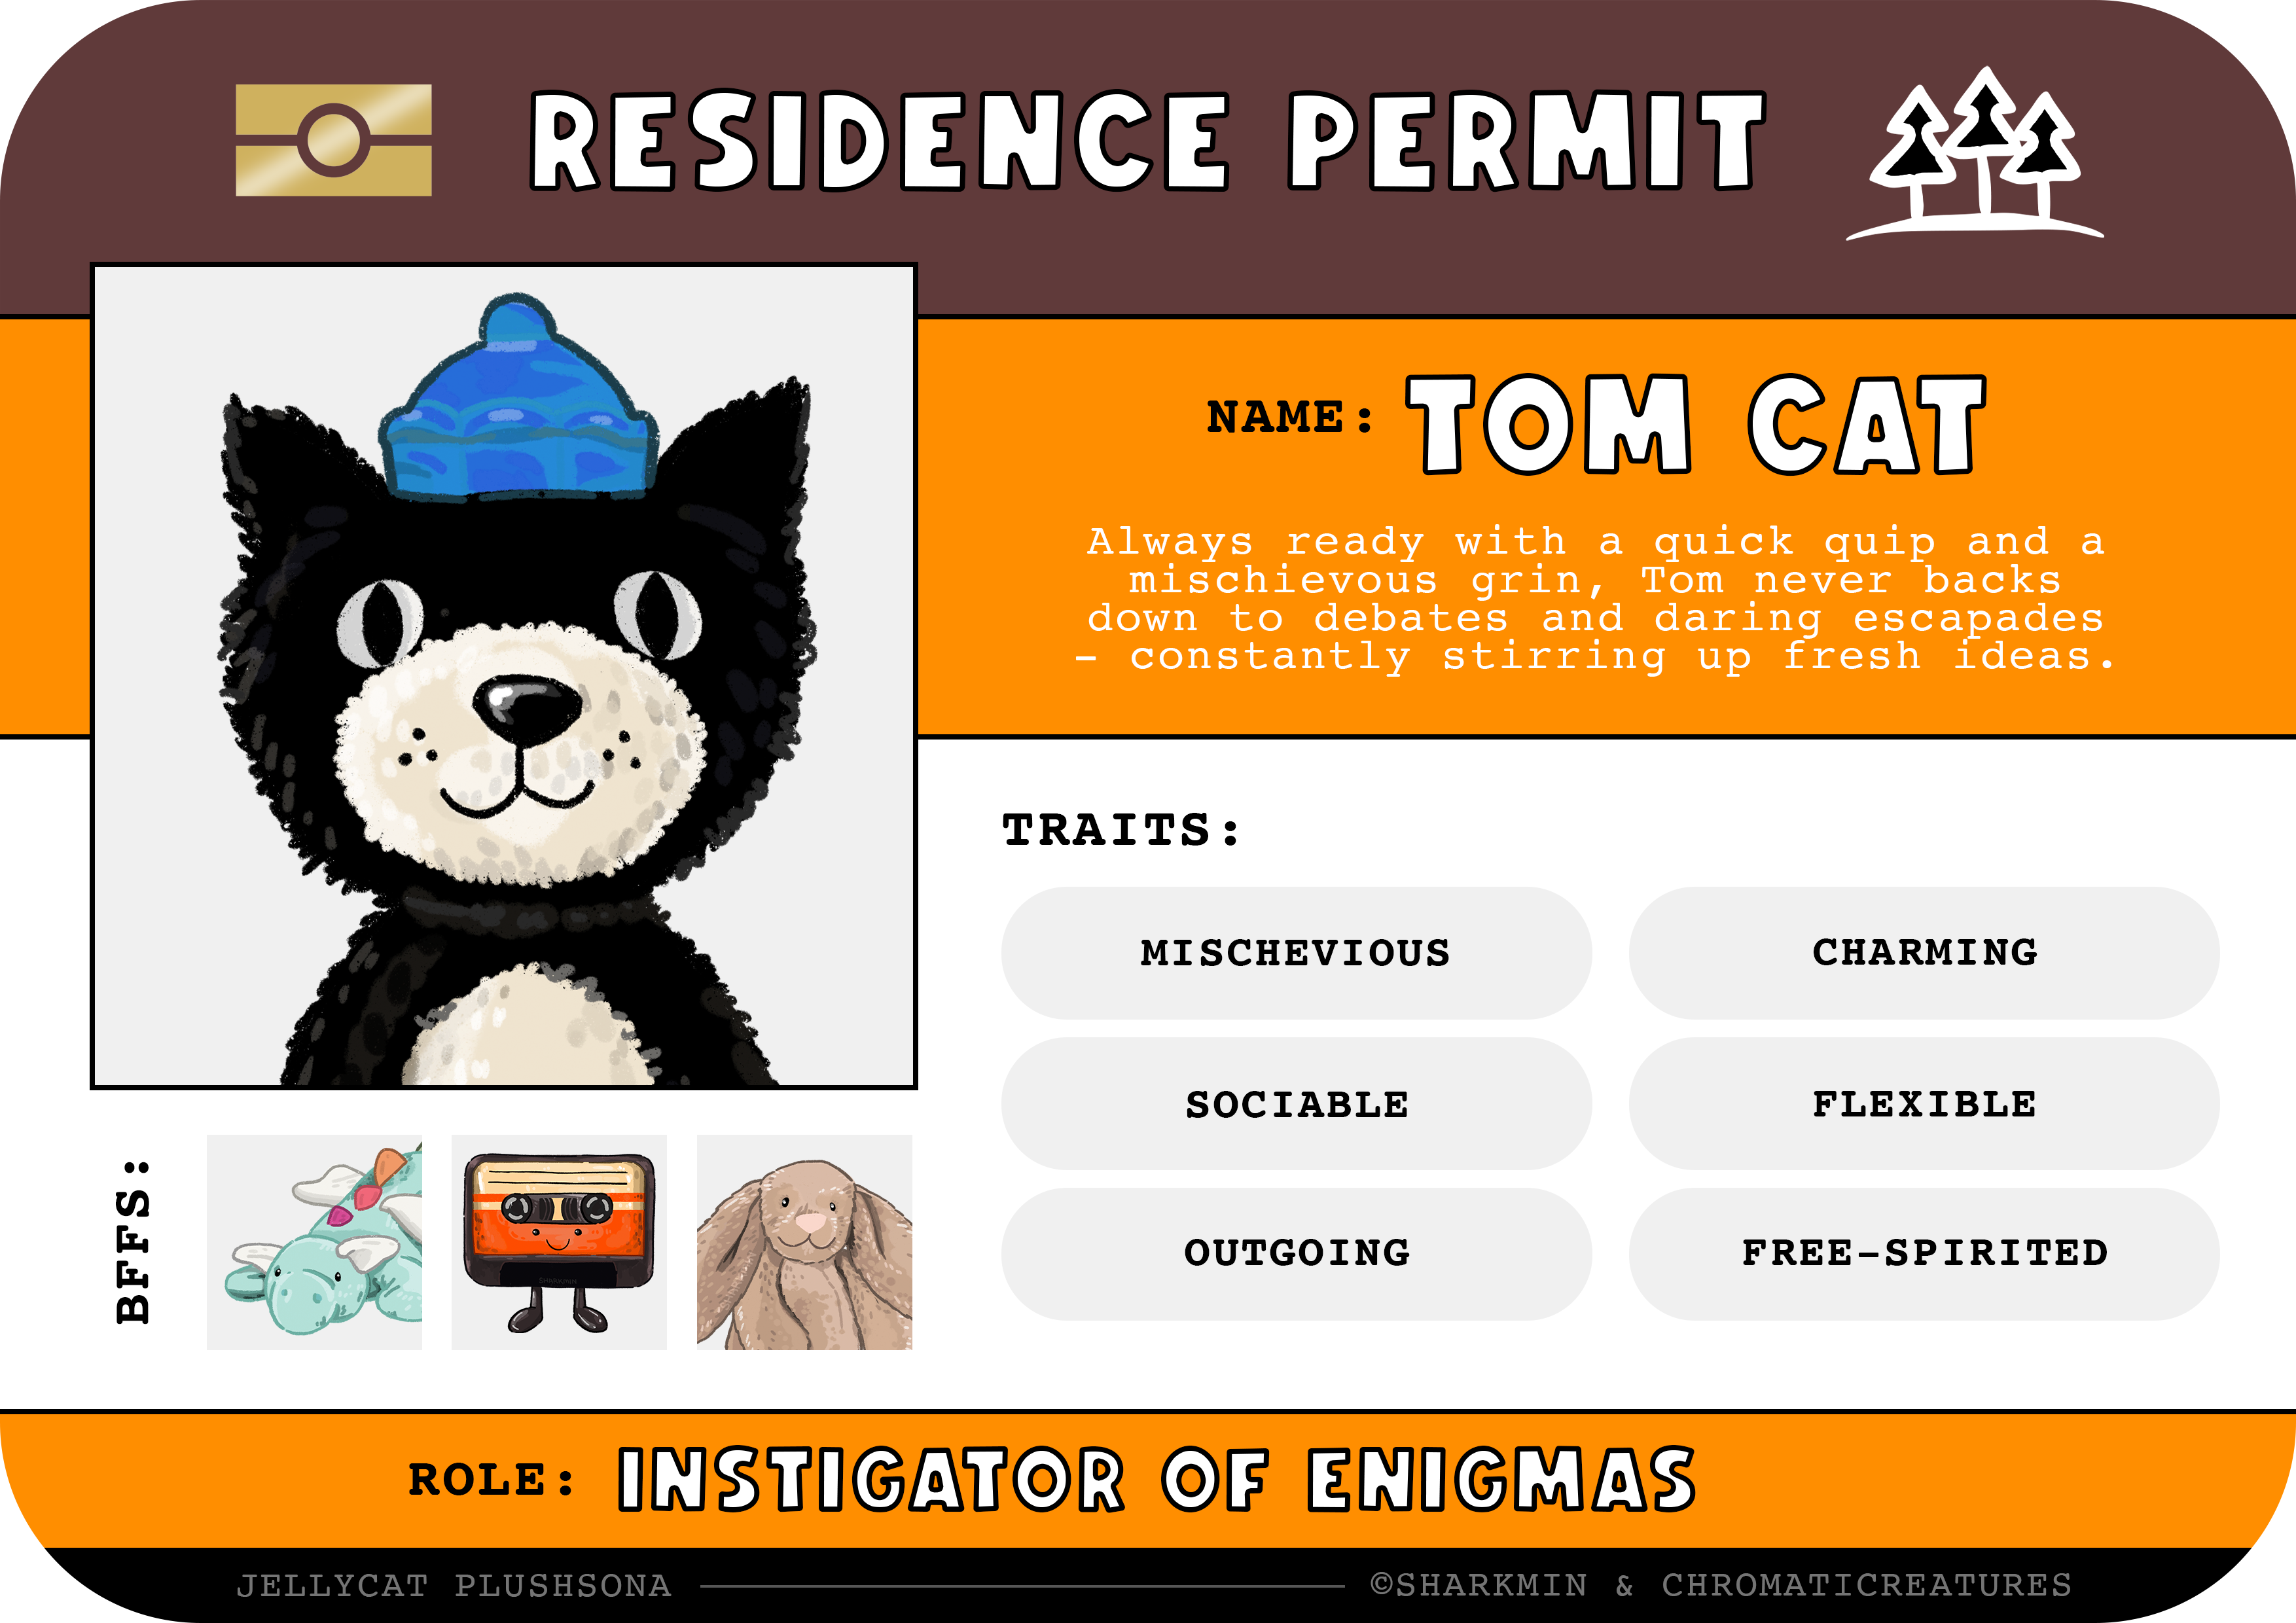 RESIDENCE PERMIT
NAME: TOM CAT
Always ready with a quick quip and a
mischievous grin, Tom never backs
down to debates and daring escapades
- constantly stirring up fresh ideas.
TRAITS:
MISCHEVIOUS
CHARMING
SOCIABLE
FLEXIBLE
OUTGOING
FREE-SPIRITED
BFFS:
SHARKMIN
ROLE: INSTIGATOR OF ENIGMAS
JELLYCAT PLUSHSONA
©SHARKMIN & CHROMATICREATURES